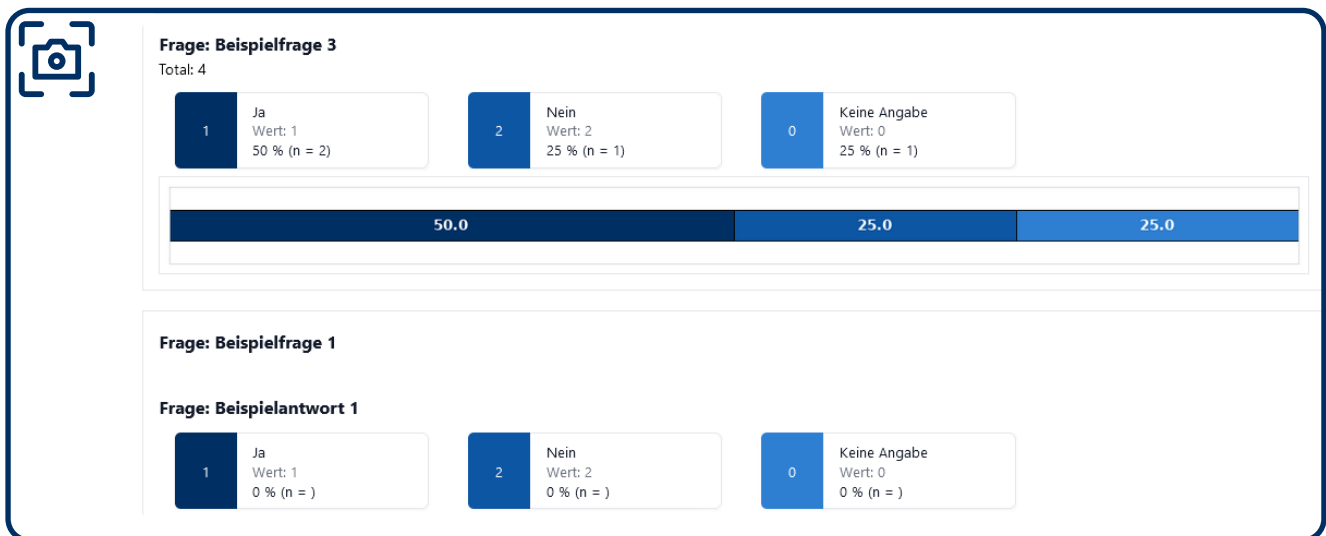 Frage: Beispielfrage 3
Total: 4
1
Ja
Wert: 1
50 % (n = 2)
2
Nein
Wert: 2
25 % (n = 1)
0
Keine Angabe
Wert: 0
25 % (n = 1)
50.0 25.0 25.0
Frage: Beispielfrage 1
Frage: Beispielantwort 1
1
Ja
Wert: 1
0 % (n = )
2
Nein
Wert: 2
0 % (n = )
0
Keine Angabe
Wert: 0
0 % (n = )